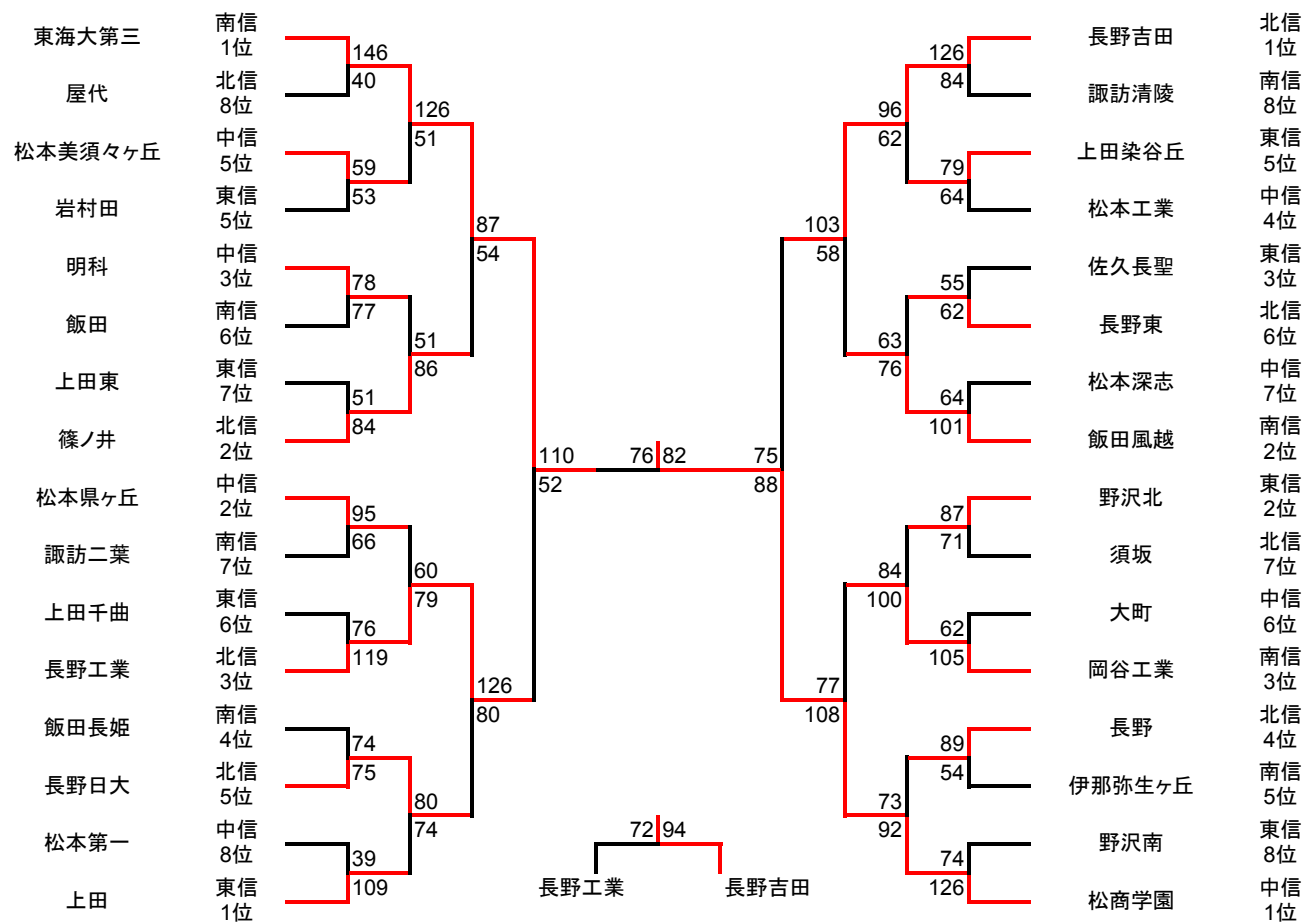 東海大第三 南信 1位
屋代 北信 8位
松本美須々ヶ丘 中信 5位
岩村田 東信 5位
明科 中信 3位
飯田 南信 6位
上田東 東信 7位
篠ノ井 北信 2位
松本県ヶ丘 中信 2位
諏訪二葉 南信 7位
上田千曲 東信 6位
長野工業 北信 3位
飯田長姫 南信 4位
長野日大 北信 5位
松本第一 中信 8位
上田 東信 1位
146
40
59
53
78
77
51
84
95
66
76
119
74
75
39
109
126
51
51
86
60
79
80
74
87
54
126
80
110
52
76 82
75
88
103
58
77
108
96
62
63
76
84
100
73
92
126
84
79
64
55
62
64
101
87
71
62
105
89
54
74
126
長野吉田 北信 1位
諏訪清陵 南信 8位
上田染谷丘 東信 5位
松本工業 中信 4位
佐久長聖 東信 3位
長野東 北信 6位
松本深志 中信 7位
飯田風越 南信 2位
野沢北 東信 2位
須坂 北信 7位
大町 中信 6位
岡谷工業 南信 3位
長野 北信 4位
伊那弥生ヶ丘 南信 5位
野沢南 東信 8位
松商学園 中信 1位
72 94
長野工業 長野吉田